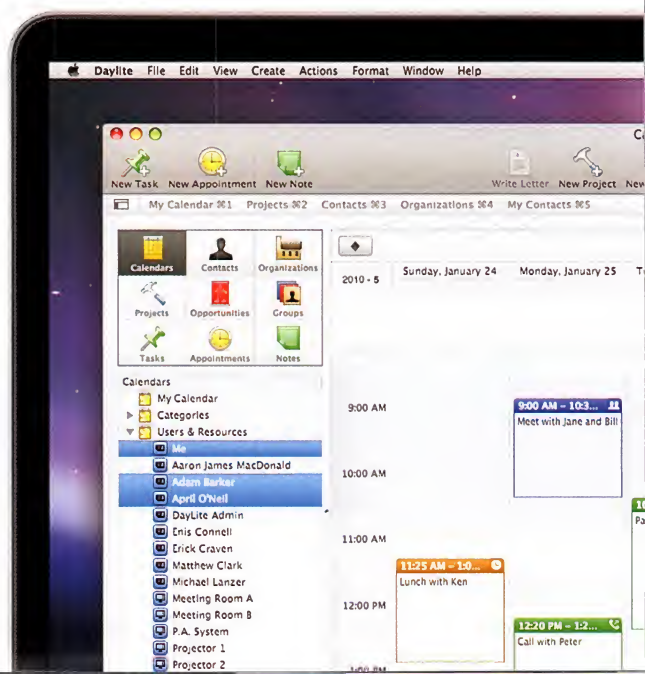 Daylite File Edit View Create Actions Format Window Help
New Task New Appointment New Note Write Letter New Project New
My Calendar ⌘1 Projects ⌘2 Contacts ⌘3 Organizations ⌘4 My Contacts ⌘5
Calendars Contacts Organizations
Projects Opportunities Groups
Tasks Appointments Notes
Calendars
My Calendar
Categories
Users & Resources
Me
Aaron James MacDonald
Adam Barker
April O'Neil
DayLite Admin
Enis Connell
Erick Craven
Matthew Clark
Michael Lanzer
Meeting Room A
Meeting Room B
P.A. System
Projector 1
Projector 2
2010 - 5 Sunday, January 24 Monday, January 25
9:00 AM
10:00 AM
11:00 AM
12:00 PM
1:00 PM
9:00 AM – 10:3...
Meet with Jane and Bill
11:25 AM – 1:0...
Lunch with Ken
12:20 PM – 1:2...
Call with Peter